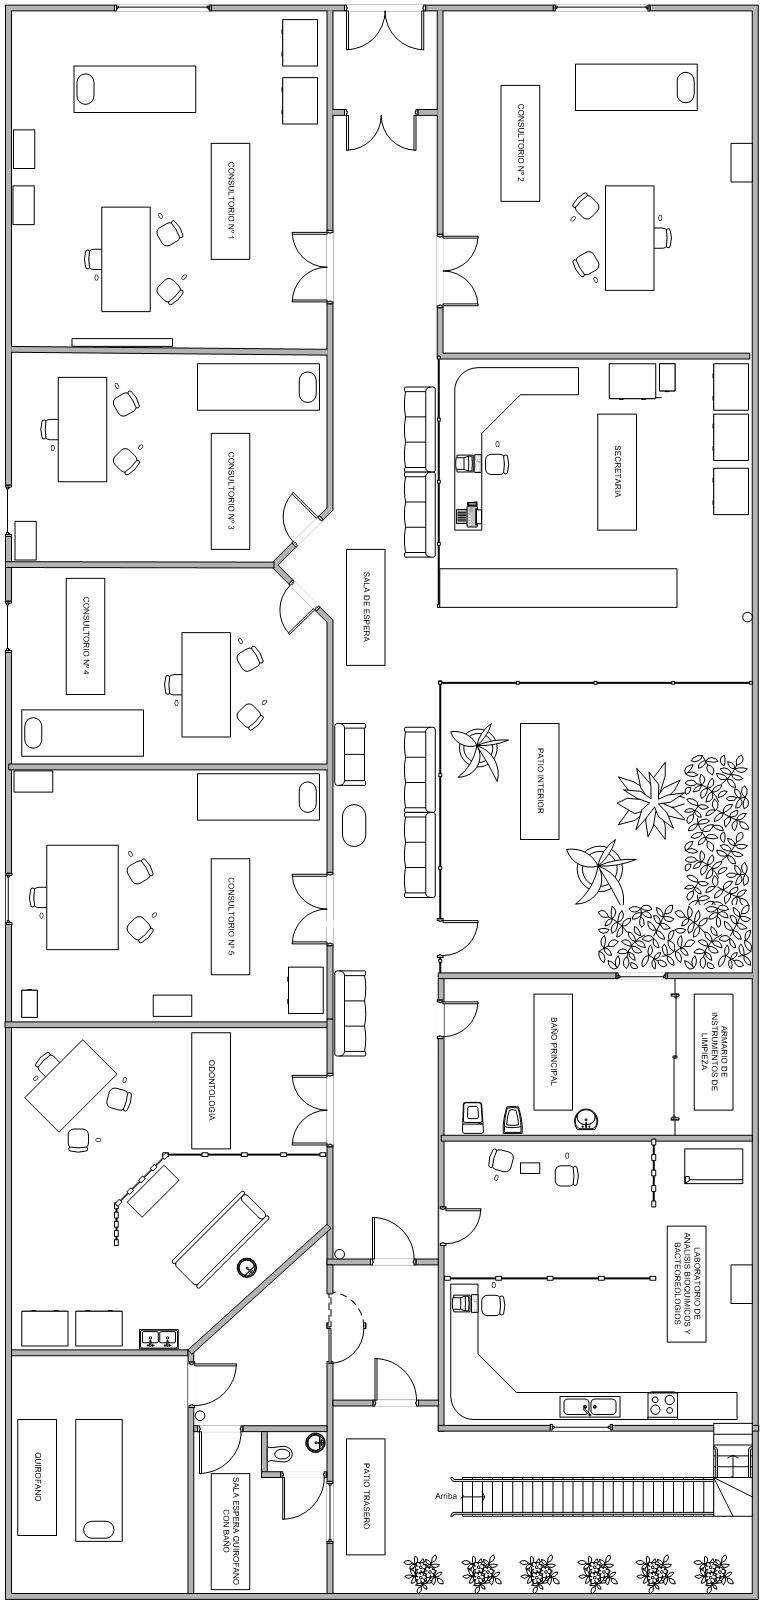 CONSULTORIO Nº 1
CONSULTORIO Nº 2
CONSULTORIO Nº 3
SECRETARIA
SALA DE ESPERA
CONSULTORIO Nº 4
PATIO INTERIOR
CONSULTORIO Nº 5
ODONTOLOGIA
BAÑO PRINCIPAL
ARMARIO DE
INSTRUMENTOS DE
LIMPIEZA
LABORATORIO DE
ANALISIS BIOQUIMICOS Y
BACTEOREOLOGIOS
QUIROFANO
SALA ESPERA QUIROFANO
CON BAÑO
PATIO TRASERO
Arriba